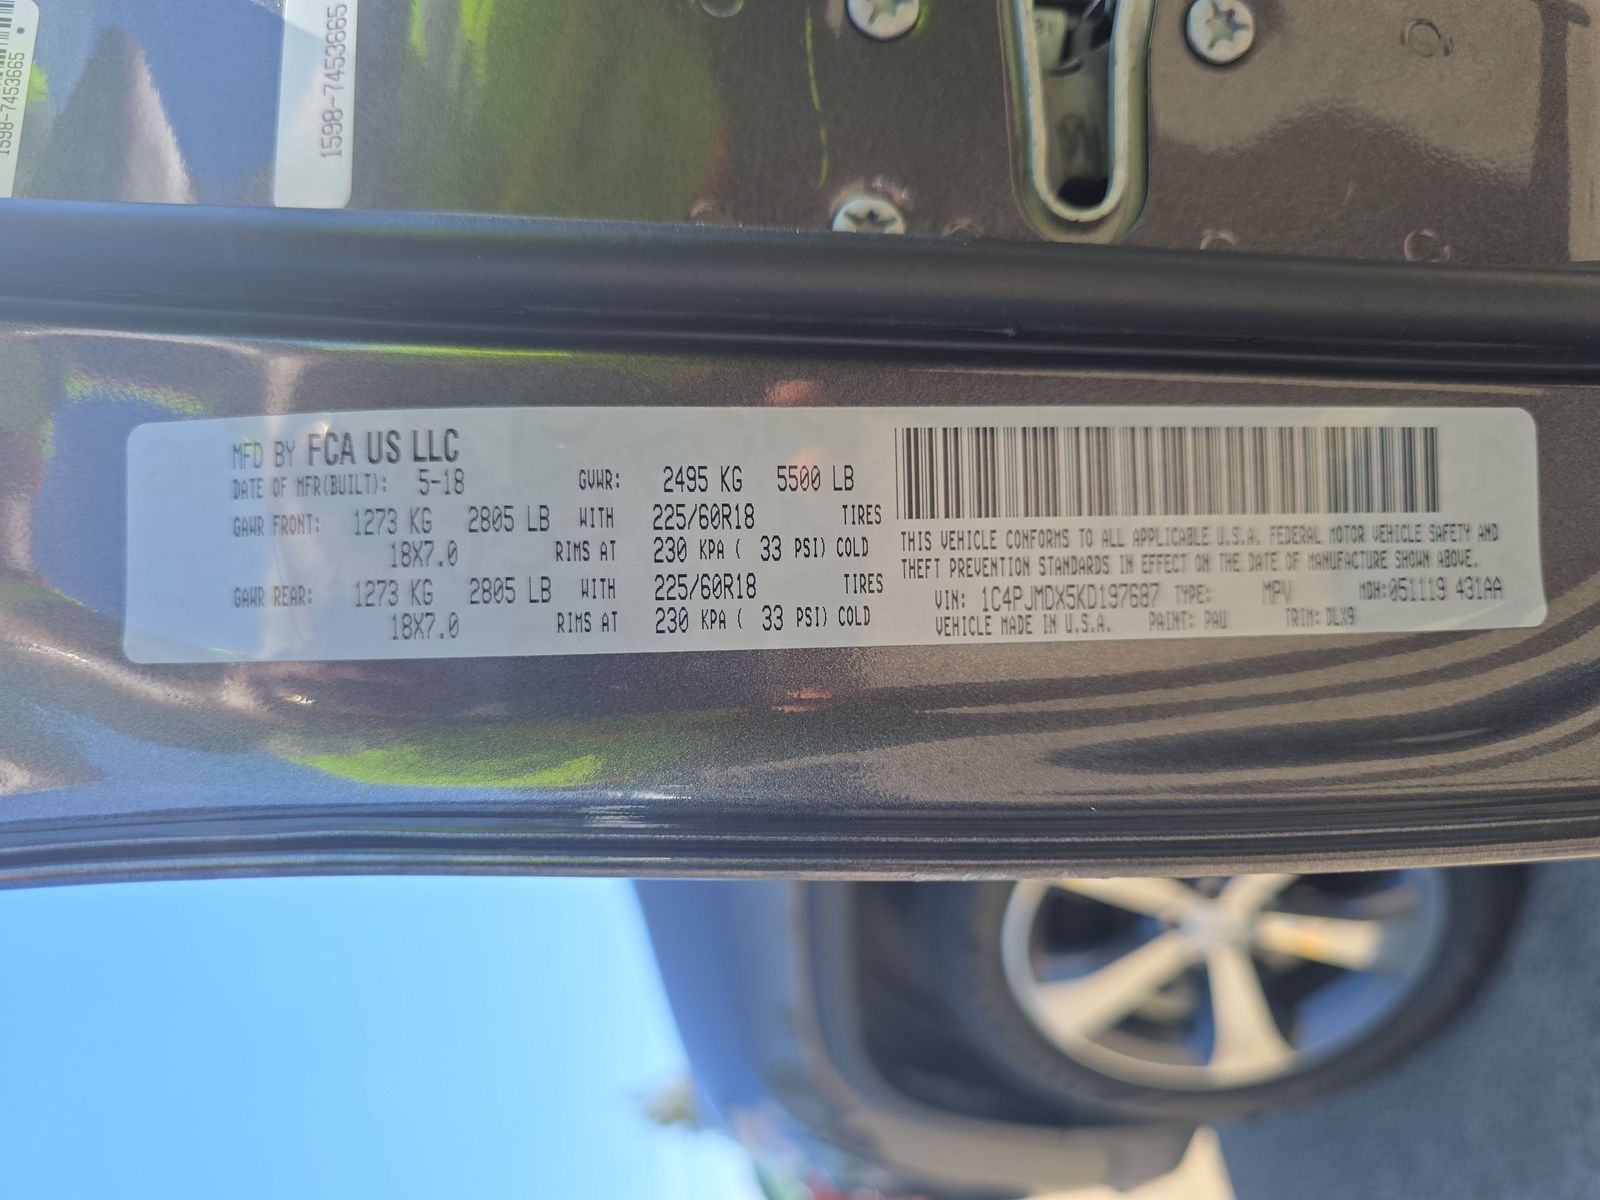 1598-7453665 *
1598-7453665
MFD BY FCA US LLC
DATE OF MFR(BUILT): 5-18 GVWR: 2495 KG 5500 LB
GAWR FRONT: 1273 KG 2805 LB WITH 225/60R18 TIRES
18X7.0 RIMS AT 230 KPA ( 33 PSI) COLD
GAWR REAR: 1273 KG 2805 LB WITH 225/60R18 TIRES
18X7.0 RIMS AT 230 KPA ( 33 PSI) COLD
THIS VEHICLE CONFORMS TO ALL APPLICABLE U.S.A. FEDERAL MOTOR VEHICLE SAFETY AND
THEFT PREVENTION STANDARDS IN EFFECT ON THE DATE OF MANUFACTURE SHOWN ABOVE.
VIN: 1C4PJMDX5KD197687 TYPE: MPV MDH:051119 431AA
VEHICLE MADE IN U.S.A. PAINT: PAU TRIM: DLX9